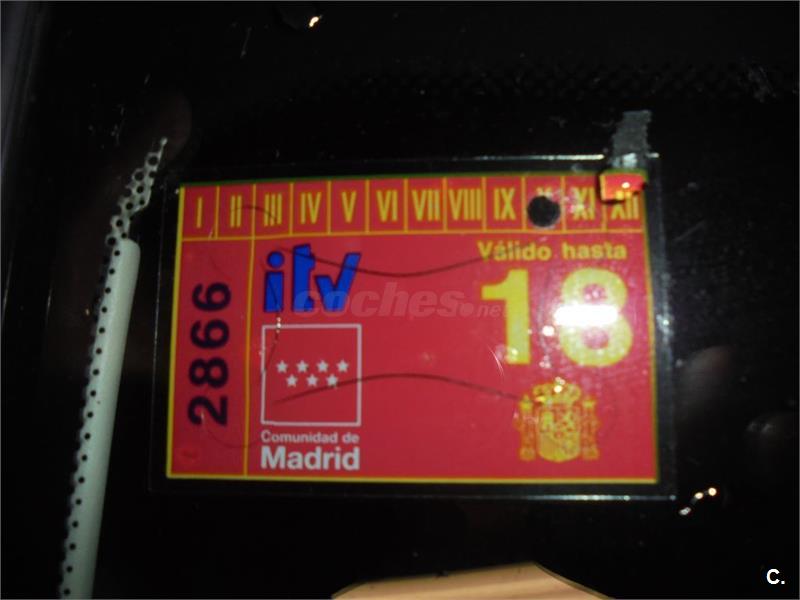 I II III IV V VI VII VIII IX XI XII
Válido hasta
itv
18
coches.net
2866
Comunidad de
Madrid
C.